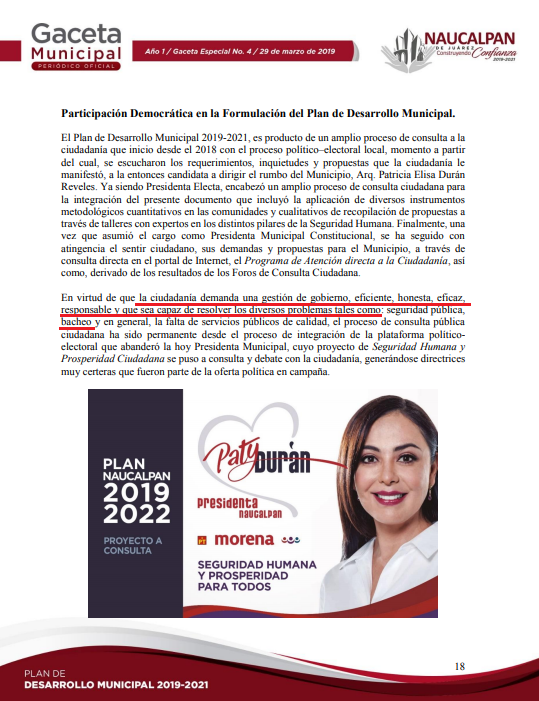 Gaceta
Municipal
PERIÓDICO OFICIAL
Año 1 / Gaceta Especial No. 4 / 29 de marzo de 2019
NAUCALPAN
DE JUÁREZ
Construyendo Confianza
2019-2021
Participación Democrática en la Formulación del Plan de Desarrollo Municipal.
El Plan de Desarrollo Municipal 2019-2021, es producto de un amplio proceso de consulta a la
ciudadanía que inicio desde el 2018 con el proceso político–electoral local, momento a partir
del cual, se escucharon los requerimientos, inquietudes y propuestas que la ciudadanía le
manifestó, a la entonces candidata a dirigir el rumbo del Municipio, Arq. Patricia Elisa Durán
Reveles. Ya siendo Presidenta Electa, encabezó un amplio proceso de consulta ciudadana para
la integración del presente documento que incluyó la aplicación de diversos instrumentos
metodológicos cuantitativos en las comunidades y cualitativos de recopilación de propuestas a
través de talleres con expertos en los distintos pilares de la Seguridad Humana. Finalmente, una
vez que asumió el cargo como Presidenta Municipal Constitucional, se ha seguido con
atingencia el sentir ciudadano, sus demandas y propuestas para el Municipio, a través de
consulta directa en el portal de Internet, el Programa de Atención directa a la Ciudadanía, así
como, derivado de los resultados de los Foros de Consulta Ciudadana.
En virtud de que la ciudadanía demanda una gestión de gobierno, eficiente, honesta, eficaz,
responsable y que sea capaz de resolver los diversos problemas tales como: seguridad pública,
bacheo y en general, la falta de servicios públicos de calidad, el proceso de consulta pública
ciudadana ha sido permanente desde el proceso de integración de la plataforma político-
electoral que abanderó la hoy Presidenta Municipal, cuyo proyecto de Seguridad Humana y
Prosperidad Ciudadana se puso a consulta y debate con la ciudadanía, generándose directrices
muy certeras que fueron parte de la oferta política en campaña.
PLAN
NAUCALPAN
2019
2022
PROYECTO A
CONSULTA
Paty
Durán
presidenta
naucalpan
PT morena
SEGURIDAD HUMANA
Y PROSPERIDAD
PARA TODOS
18
PLAN DE
DESARROLLO MUNICIPAL 2019-2021